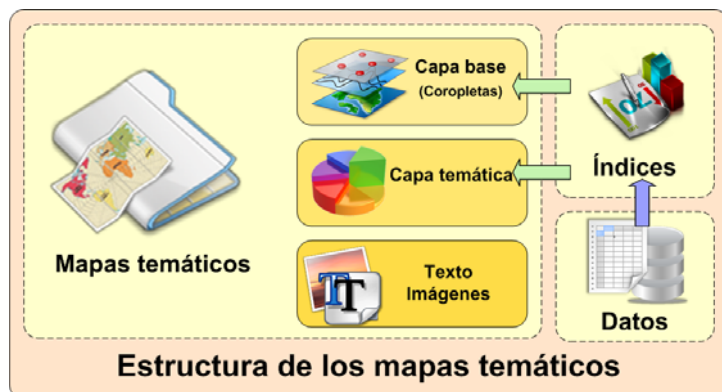 Capa base
(Coropletas)
Capa temática
Texto
Imágenes
Mapas temáticos
Índices
Datos
Estructura de los mapas temáticos